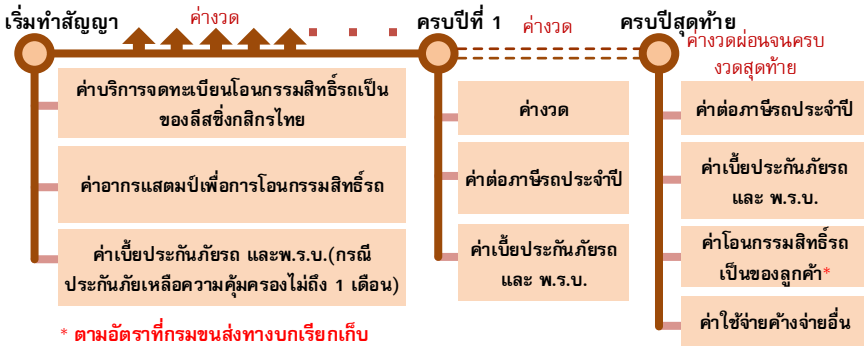 เริ่มทำสัญญา
ค่างวด
ครบปีที่ 1
ค่างวด
ครบปีสุดท้าย
ค่างวดผ่อนจนครบ
งวดสุดท้าย
ค่าบริการจดทะเบียนโอนกรรมสิทธิ์รถเป็น
ของลีสซิ่งกสิกรไทย
ค่าอากรแสตมป์เพื่อการโอนกรรมสิทธิ์รถ
ค่าเบี้ยประกันภัยรถ และพ.ร.บ.(กรณี
ประกันภัยเหลือความคุ้มครองไม่ถึง 1 เดือน)
* ตามอัตราที่กรมขนส่งทางบกเรียกเก็บ
ค่างวด
ค่าต่อภาษีรถประจำปี
ค่าเบี้ยประกันภัยรถ
และ พ.ร.บ.
ค่าต่อภาษีรถประจำปี
ค่าเบี้ยประกันภัยรถ
และ พ.ร.บ.
ค่าโอนกรรมสิทธิ์รถ
เป็นของลูกค้า*
ค่าใช้จ่ายค้างจ่ายอื่น